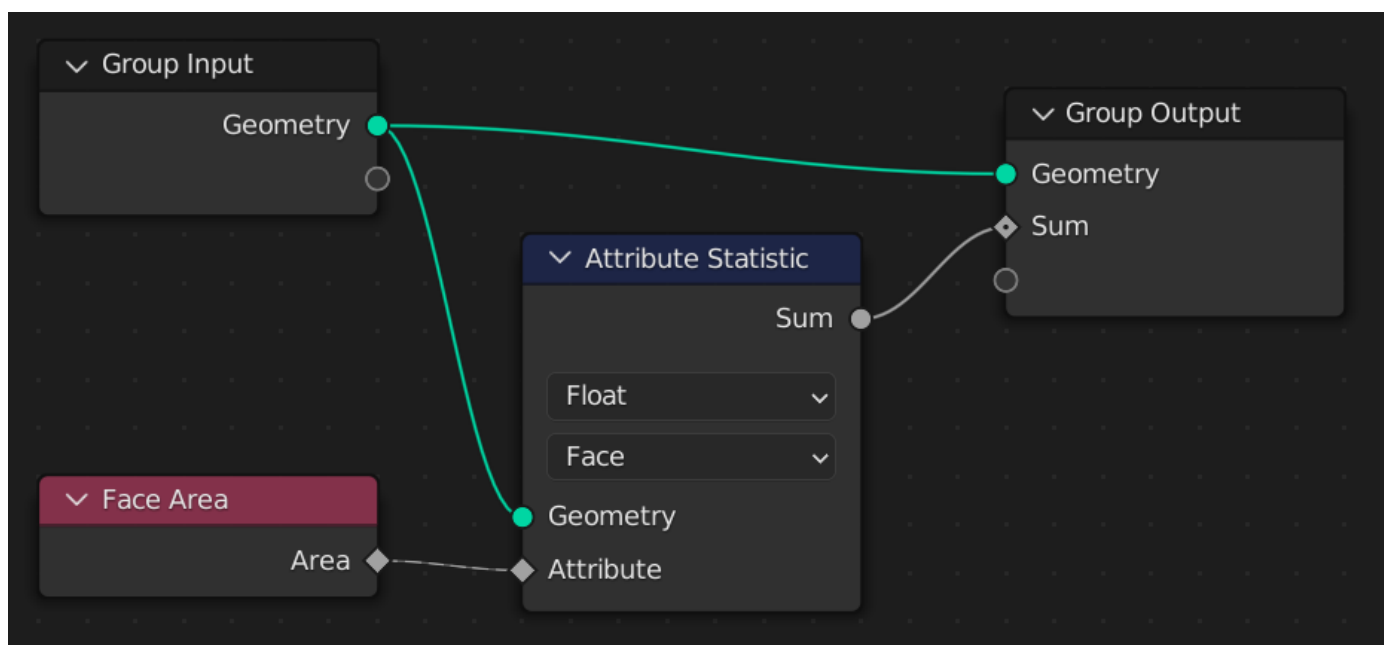 Group Input
Geometry
Group Output
Geometry
Sum
Attribute Statistic
Sum
Float
Face
Geometry
Attribute
Face Area
Area